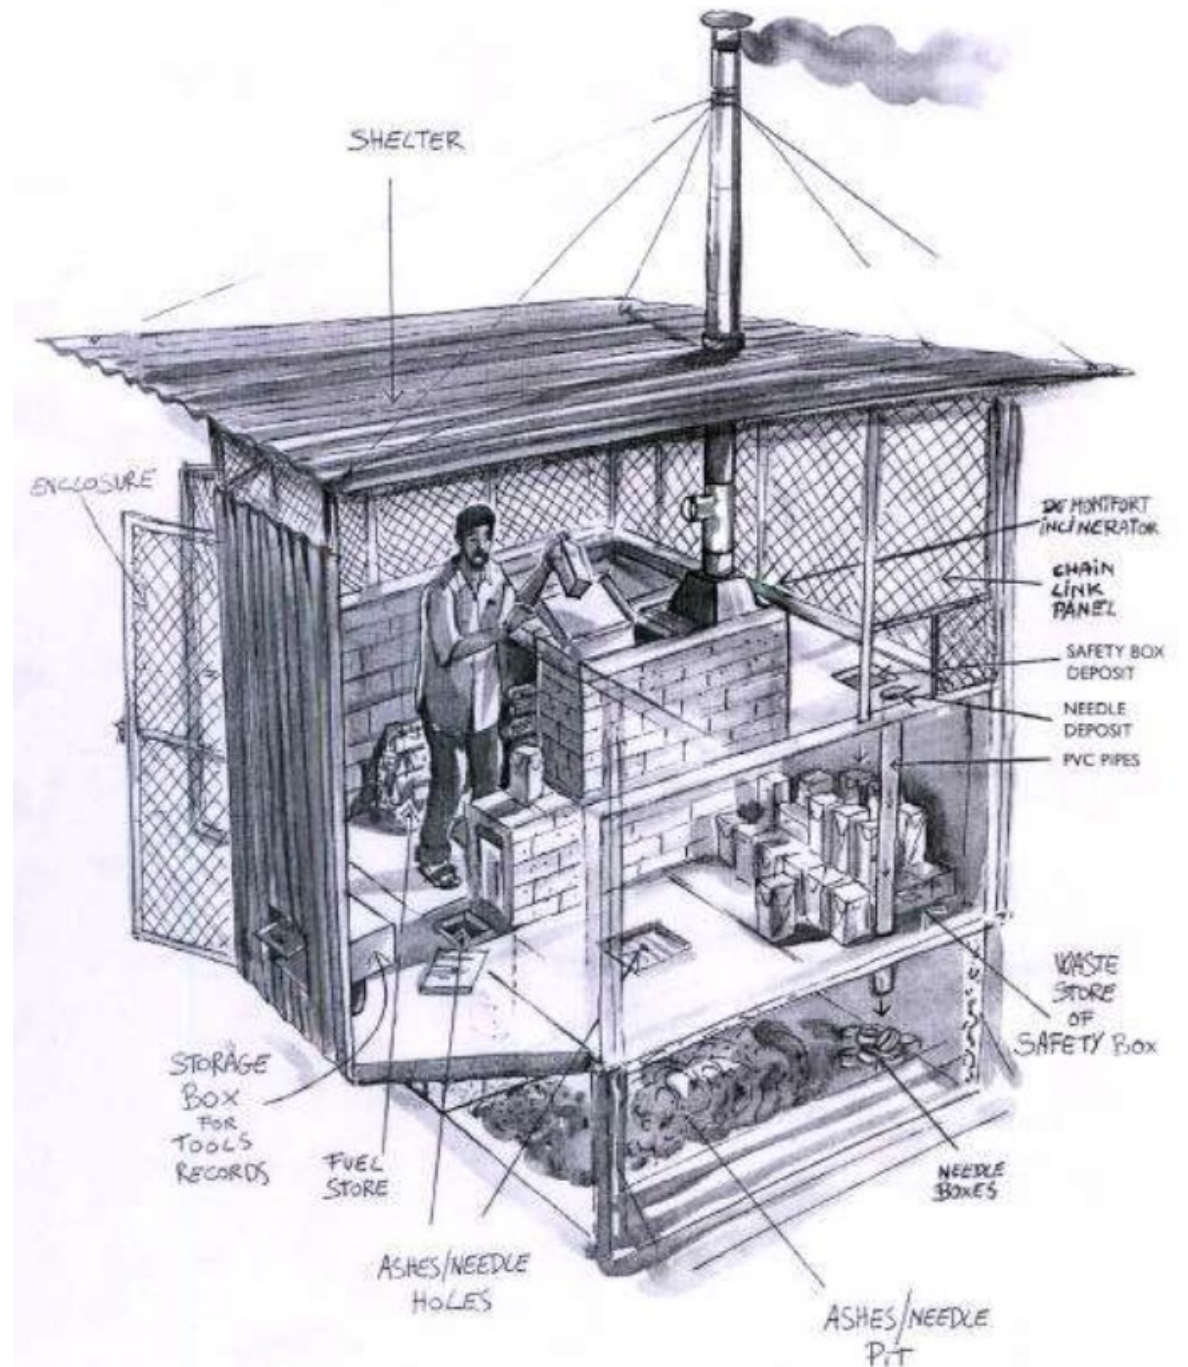 SHELTER
ENCLOSURE
DE MONTFORT
INCINERATOR
CHAIN
LINK
PANEL
SAFETY BOX
DEPOSIT
NEEDLE
DEPOSIT
PVC PIPES
WASTE
STORE
OF
SAFETY BOX
STORAGE
BOX
FOR
TOOLS
RECORDS
FUEL
STORE
NEEDLE
BOXES
ASHES/NEEDLE
HOLES
ASHES/NEEDLE
PIT